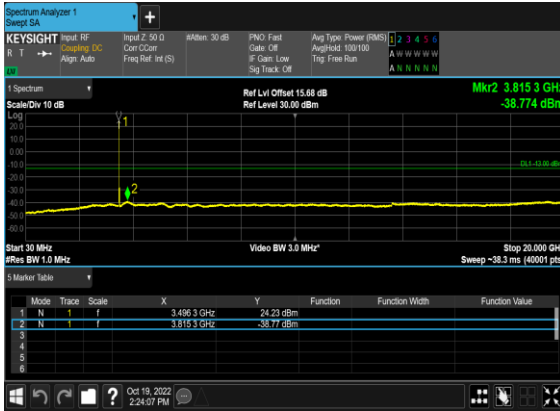 Spectrum Analyzer 1
Swept SA
+
KEYSIGHT Input: RF Input Z: 50 Ω #Atten: 30 dB PNO: Fast Avg Type: Power (RMS) 1 2 3 4 5 6
R T Coupling: DC Corr CCorr Gate: Off Avg|Hold: 100/100 A W W W W W
Align: Auto Freq Ref: Int (S) IF Gain: Low Trig: Free Run
Sig Track: Off A N N N N N
1 Spectrum
Ref Lvl Offset 15.68 dB Mkr2 3.815 3 GHz
Scale/Div 10 dB Ref Level 30.00 dBm -38.774 dBm
Log
20.0
10.0
0.00
-10.0
-20.0
-30.0
-40.0
-50.0
-60.0
1
2
DL1 -13.00 dBm
Start 30 MHz Video BW 3.0 MHz* Stop 20.000 GHz
#Res BW 1.0 MHz Sweep ~38.3 ms (40001 pts)
5 Marker Table
Mode Trace Scale X Y Function Function Width Function Value
1 N 1 f 3.496 3 GHz 24.23 dBm
2 N 1 f 3.815 3 GHz -38.77 dBm
3
4
5
6
? Oct 19, 2022
2:24:07 PM